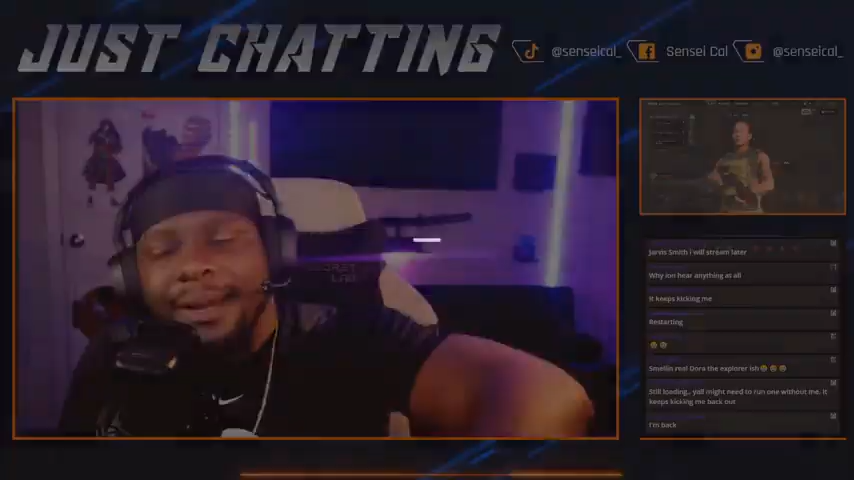 JUST CHATTING
@senseical_
Sensei Cal
@senseical_
Jarvis Smith i will stream later
Why ion hear anything at all
It keeps kicking me
Restarting
Smellin real Dora the explorer ish
Still loading.. yall might need to run one without me. It
keeps kicking me back out
I'm back